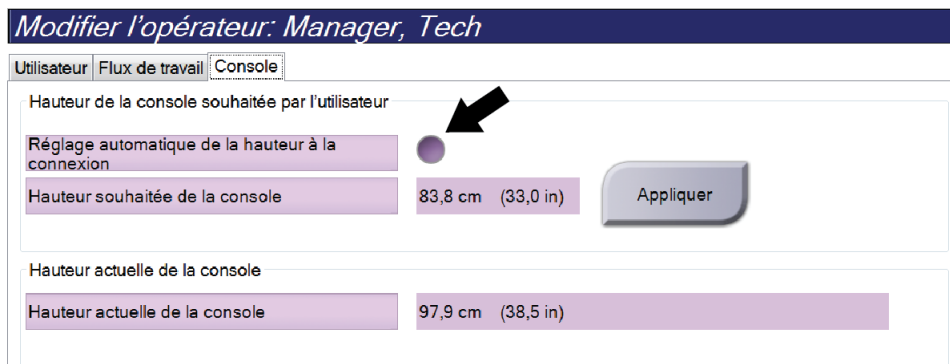 Modifier l'opérateur: Manager, Tech
Utilisateur Flux de travail Console
Hauteur de la console souhaitée par l'utilisateur
Réglage automatique de la hauteur à la
connexion
Hauteur souhaitée de la console 83,8 cm (33,0 in) Appliquer
Hauteur actuelle de la console
Hauteur actuelle de la console 97,9 cm (38,5 in)